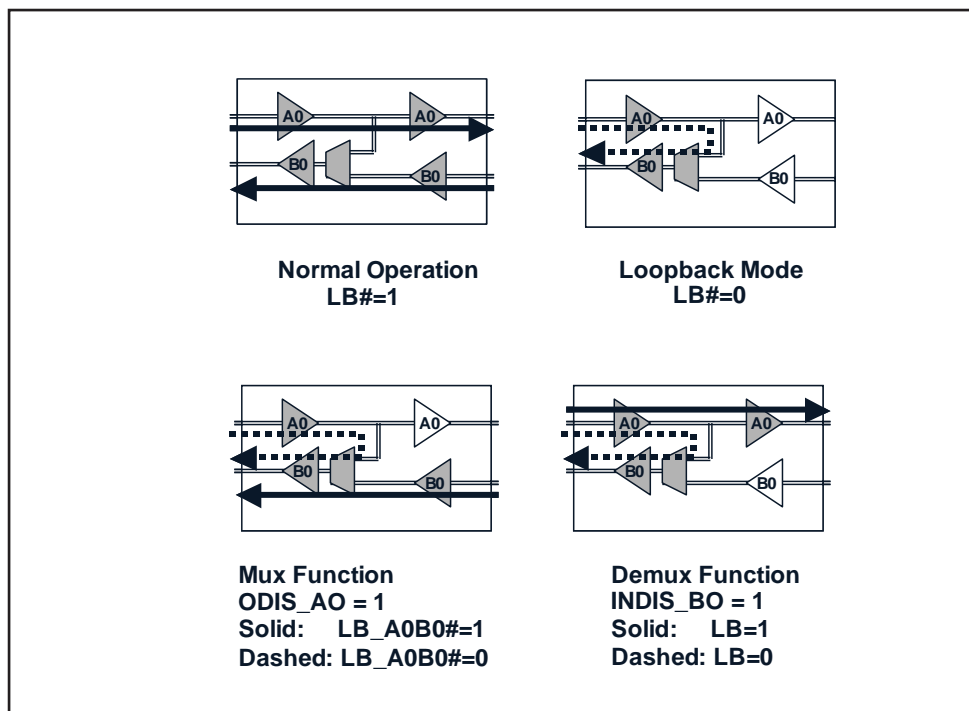 A0 A0
B0 B0
Normal Operation
LB#=1
A0 A0
B0 B0
Loopback Mode
LB#=0
A0 A0
B0 B0
Mux Function
ODIS_AO = 1
Solid: LB_A0B0#=1
Dashed: LB_A0B0#=0
A0 A0
B0 B0
Demux Function
INDIS_BO = 1
Solid: LB=1
Dashed: LB=0